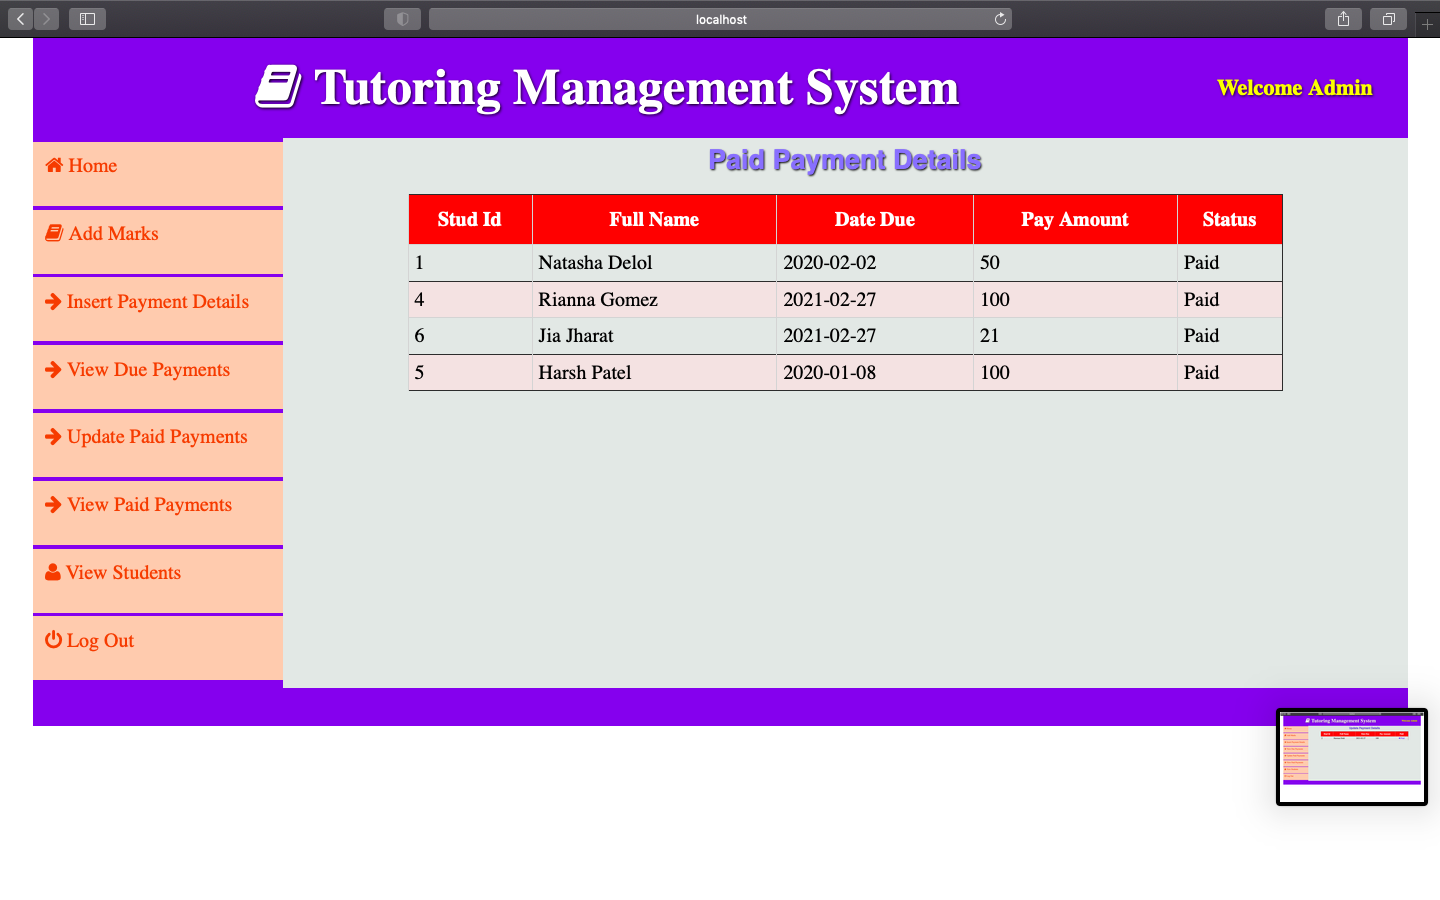 localhost
Tutoring Management System
Welcome Admin
Home
Add Marks
Insert Payment Details
View Due Payments
Update Paid Payments
View Paid Payments
View Students
Log Out
Paid Payment Details
Stud Id Full Name Date Due Pay Amount Status
1 Natasha Delol 2020-02-02 50 Paid
4 Rianna Gomez 2021-02-27 100 Paid
6 Jia Jharat 2021-02-27 21 Paid
5 Harsh Patel 2020-01-08 100 Paid
Tutoring Management System